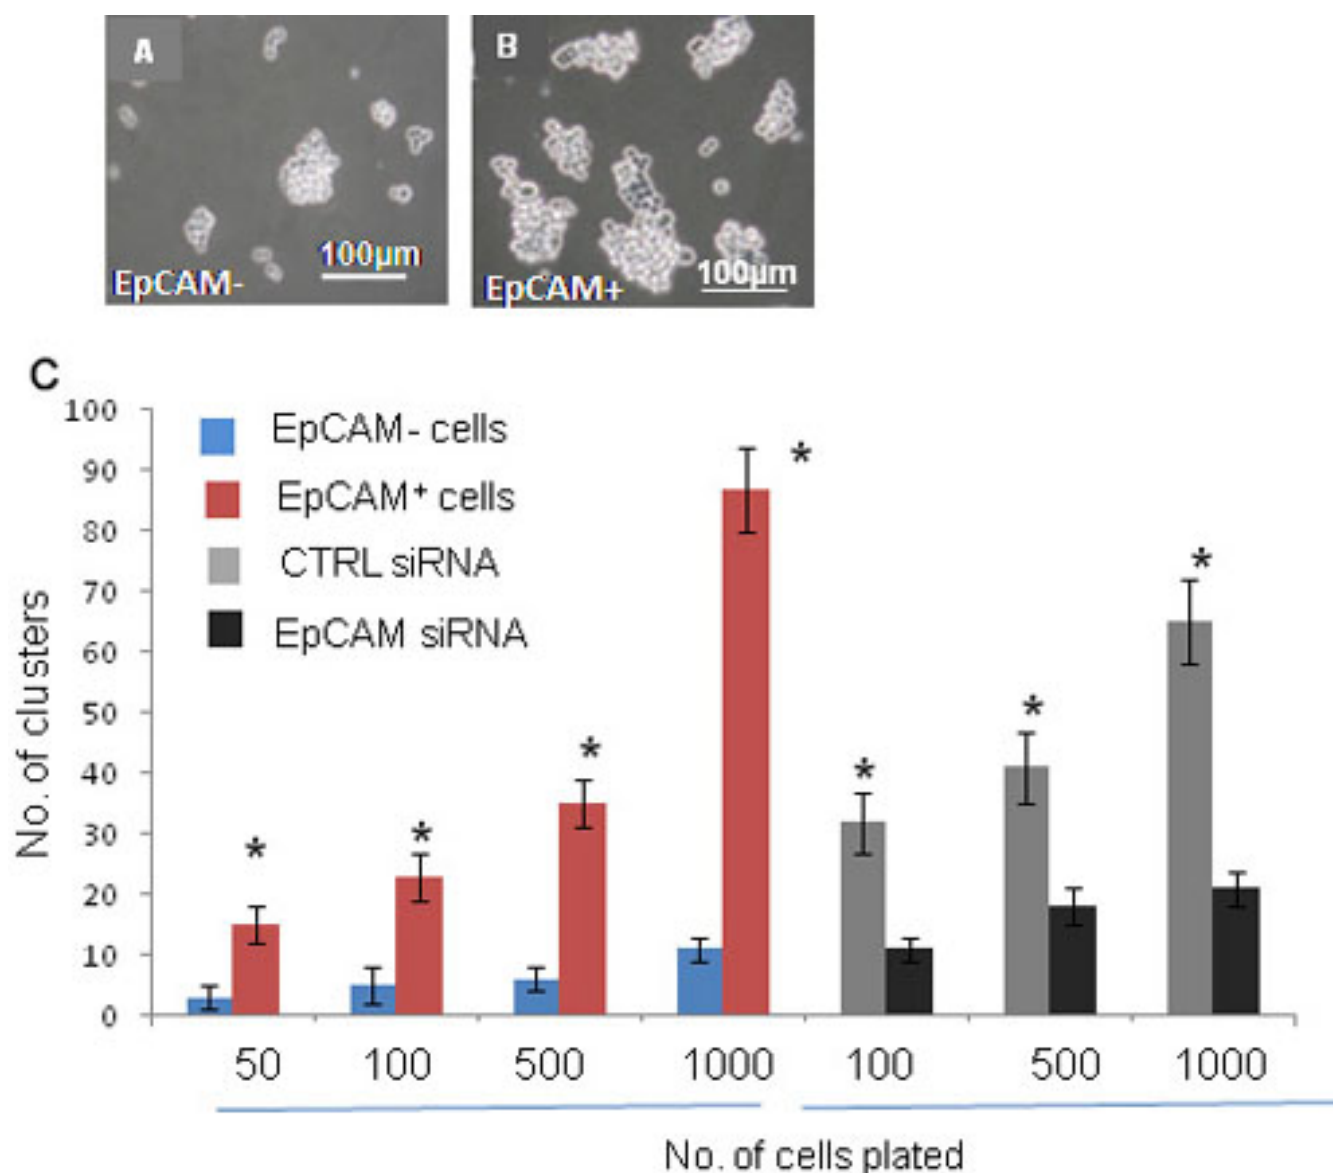 A
B
100µm
100µm
EpCAM-
EpCAM+
C
100
90
80
70
60
50
40
30
20
10
0
No. of clusters
EpCAM- cells
EpCAM⁺ cells
CTRL siRNA
EpCAM siRNA
*
*
*
*
*
*
*
50 100 500 1000 100 500 1000
No. of cells plated